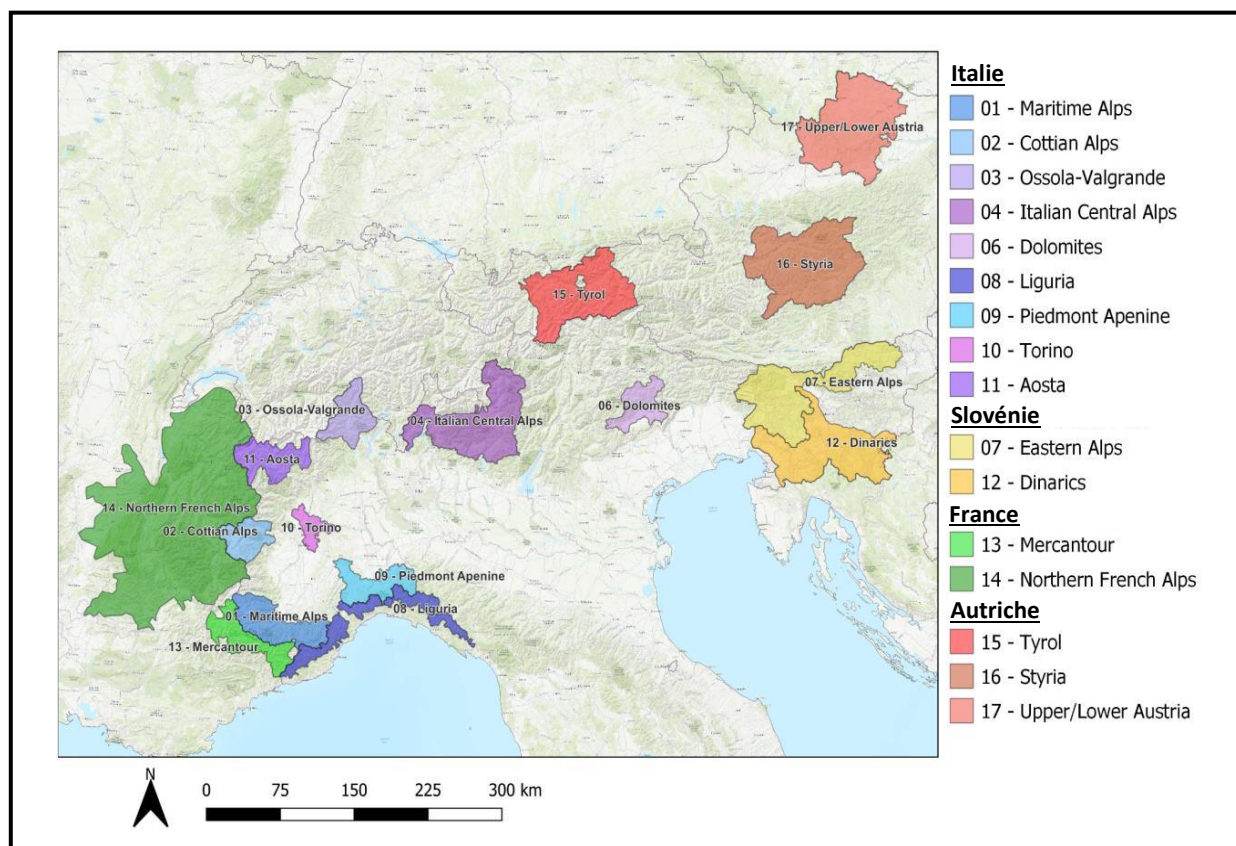 17 - Upper/Lower Austria
16 - Styria
15 - Tyrol
07 - Eastern Alps
03 - Ossola-Valgrande
06 - Dolomites
04 - Italian Central Alps
12 - Dinarics
11 - Aosta
14 - Northern French Alps
02 - Cottian Alps
10 - Torino
09 - Piedmont Apenine
08 - Liguria
01 - Maritime Alps
13 - Mercantour
Italie
01 - Maritime Alps
02 - Cottian Alps
03 - Ossola-Valgrande
04 - Italian Central Alps
06 - Dolomites
08 - Liguria
09 - Piedmont Apenine
10 - Torino
11 - Aosta
Slovénie
07 - Eastern Alps
12 - Dinarics
France
13 - Mercantour
14 - Northern French Alps
Autriche
15 - Tyrol
16 - Styria
17 - Upper/Lower Austria
N
0 75 150 225 300 km